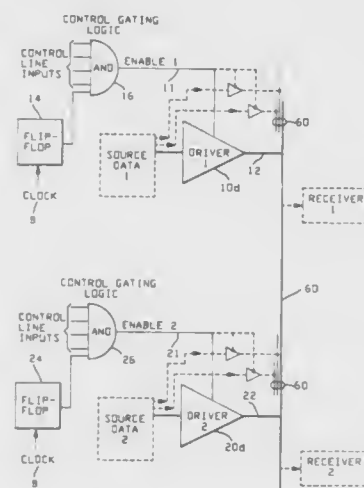 CONTROL GATING
LOGIC
CONTROL
LINE
INPUTS
AND
ENABLE 1
11
16
14
FLIP-
FLOP
CLOCK
B
SOURCE
DATA
1
DRIVER
1
10d
12
60
RECEIVER
1
60
CONTROL GATING
LOGIC
CONTROL
LINE
INPUTS
AND
ENABLE 2
21
26
24
FLIP-
FLOP
CLOCK
B
SOURCE
DATA
2
DRIVER
2
20d
22
60
RECEIVER
2